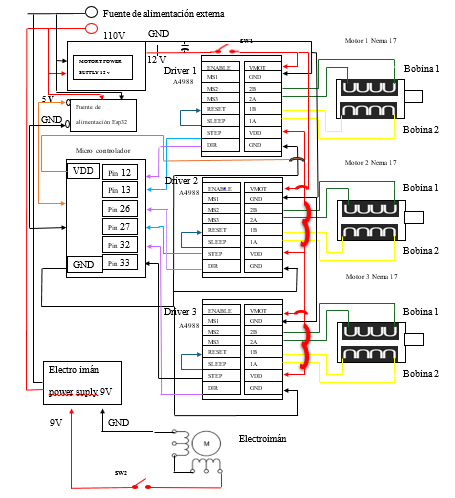 Fuente de alimentación externa
110V
GND
SW1
MOTORT POWER
SUPPLY 12 v
12 V
5 V
GND
Fuente de
alimentación Esp32
Micro controlador
VDD
GND
Pin 12
Pin 13
Pin 26
Pin 27
Pin 32
Pin 33
Driver 1
A4988
ENABLE VMOT
MS1 GND
MS2 2B
MS3 2A
RESET 1B
SLEEP 1A
STEP VDD
DIR GND
Motor 1 Nema 17
Bobina 1
Bobina 2
Driver 2
A4988
ENABLE VMOT
MS1 GND
MS2 2B
MS3 2A
RESET 1B
SLEEP 1A
STEP VDD
DIR GND
Motor 2 Nema 17
Bobina 1
Bobina 2
Driver 3
A4988
ENABLE VMOT
MS1 GND
MS2 2B
MS3 2A
RESET 1B
SLEEP 1A
STEP VDD
DIR GND
Motor 3 Nema 17
Bobina 1
Bobina 2
Electro imán
power suply 9V
9V
GND
M
Electroimán
SW2